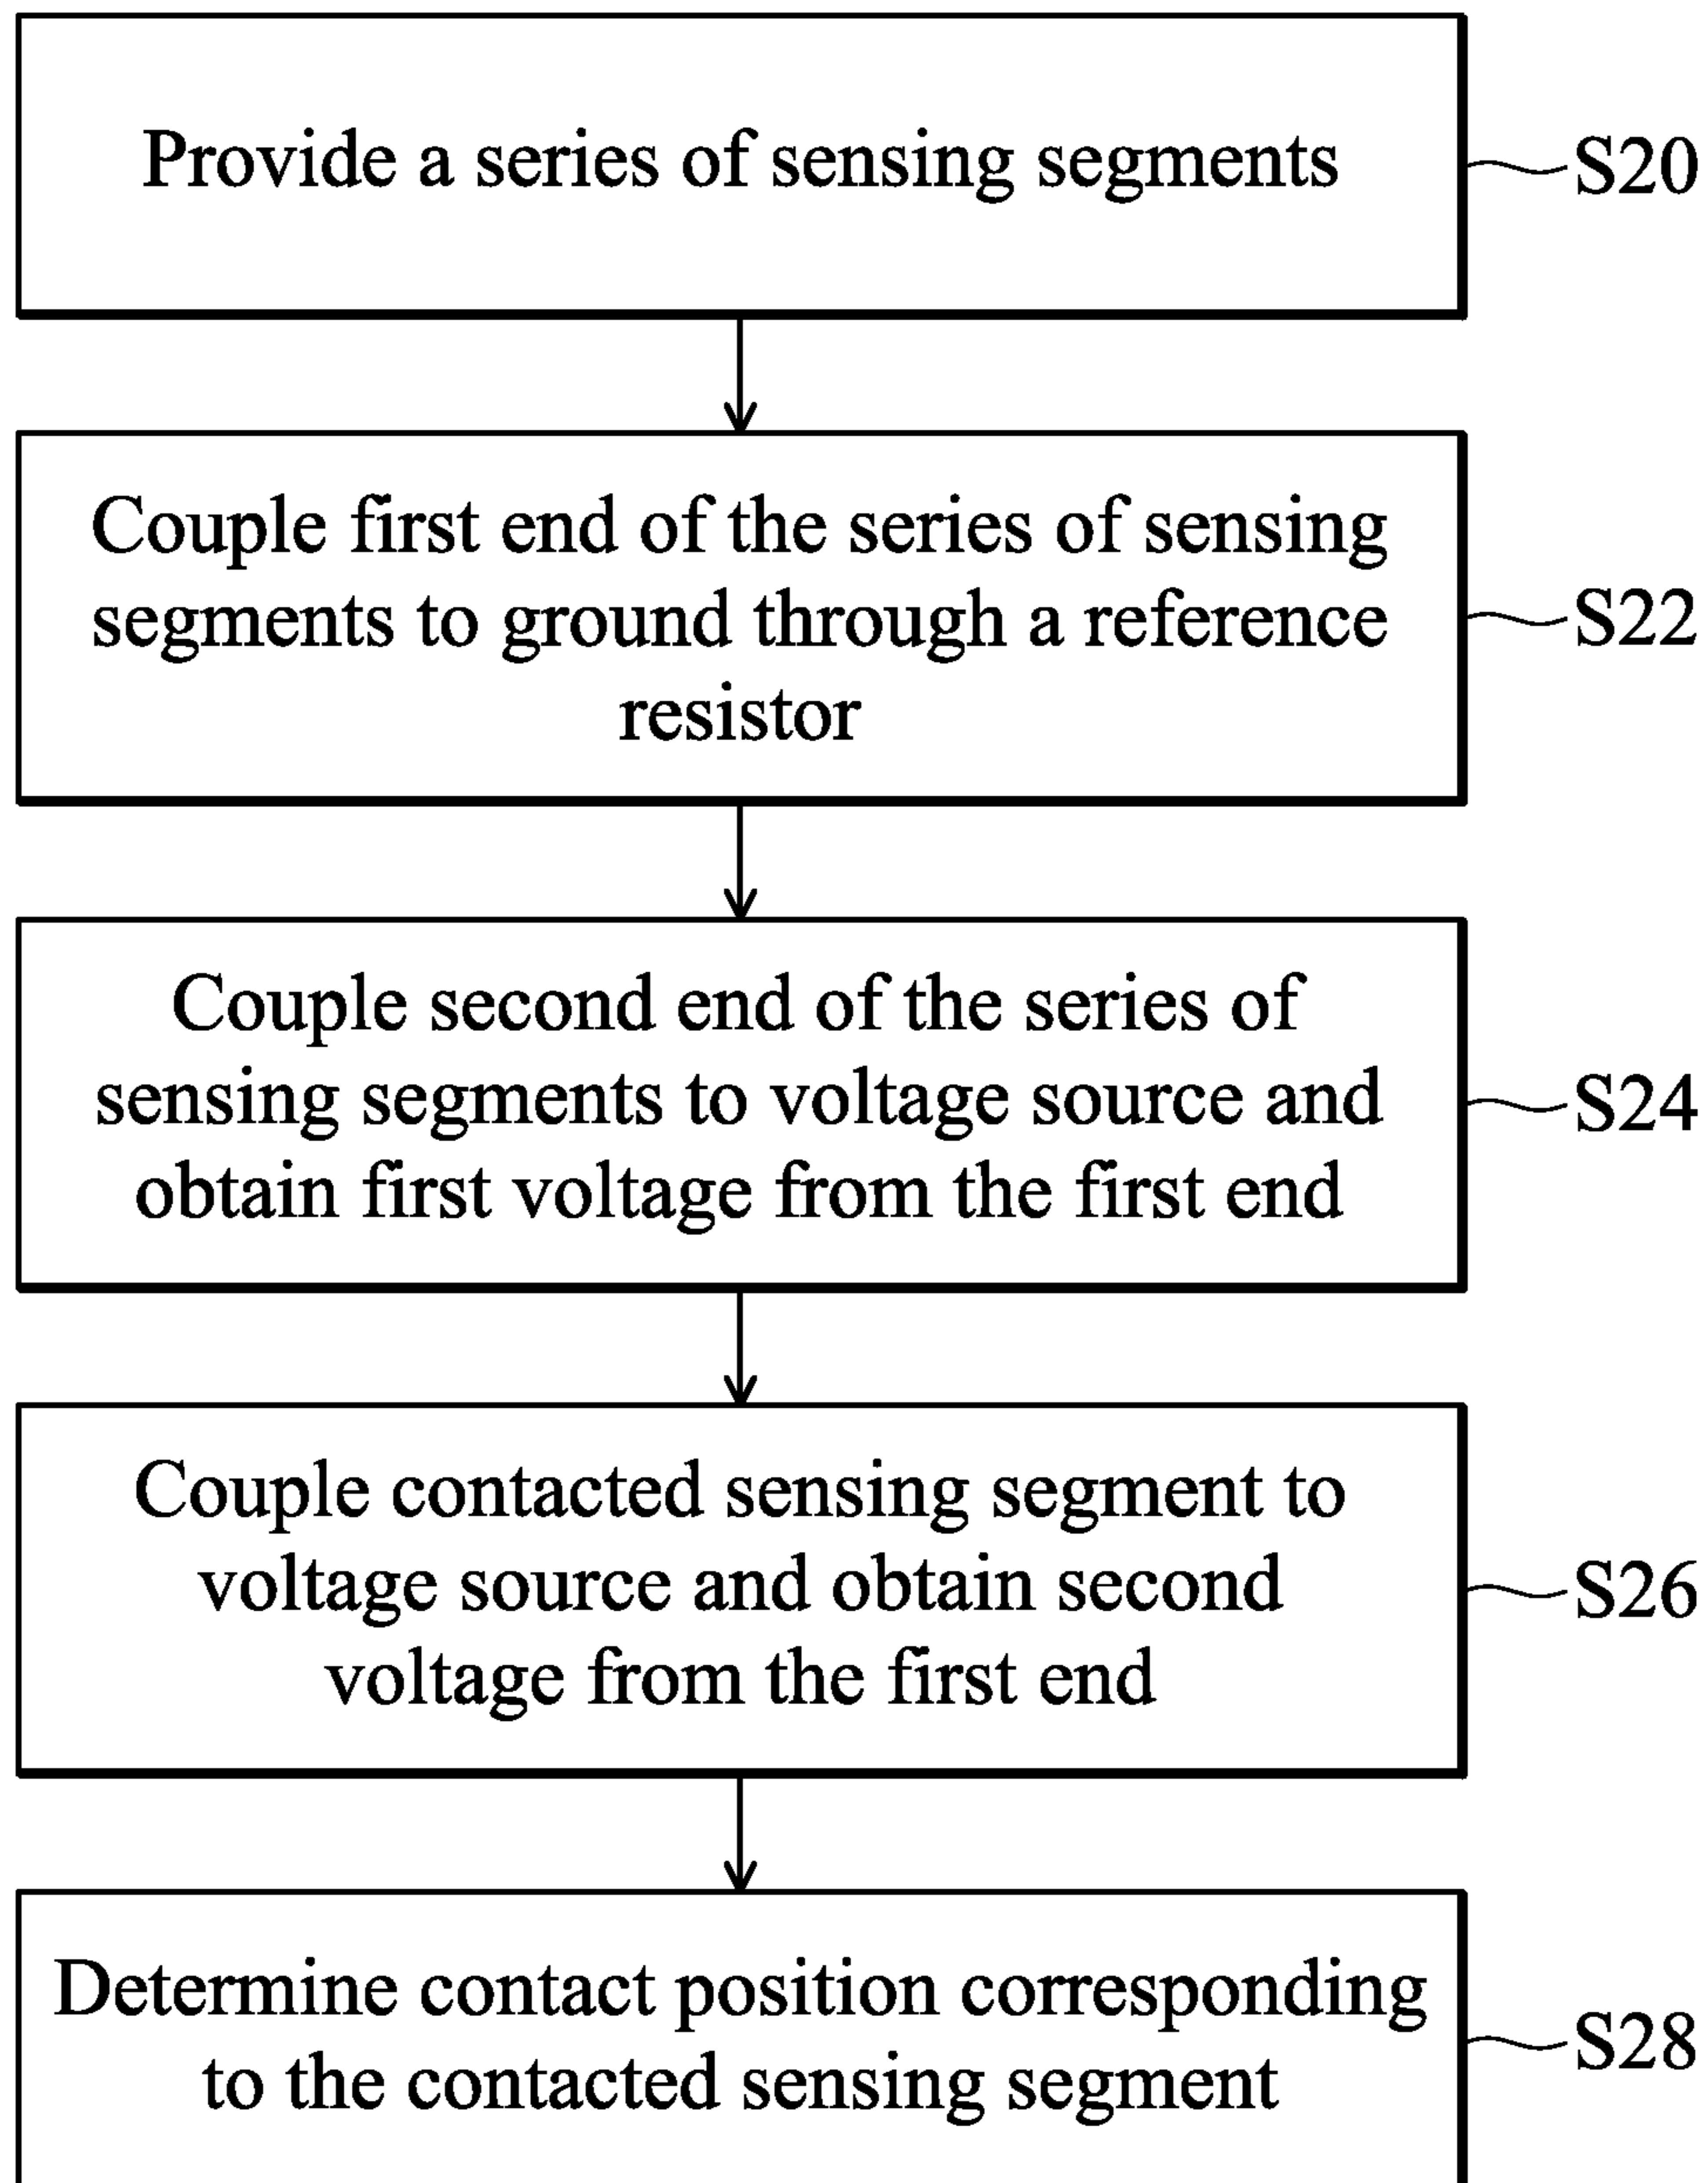 Provide a series of sensing segments
S20
Couple first end of the series of sensing
segments to ground through a reference
resistor
S22
Couple second end of the series of
sensing segments to voltage source and
obtain first voltage from the first end
S24
Couple contacted sensing segment to
voltage source and obtain second
voltage from the first end
S26
Determine contact position corresponding
to the contacted sensing segment
S28